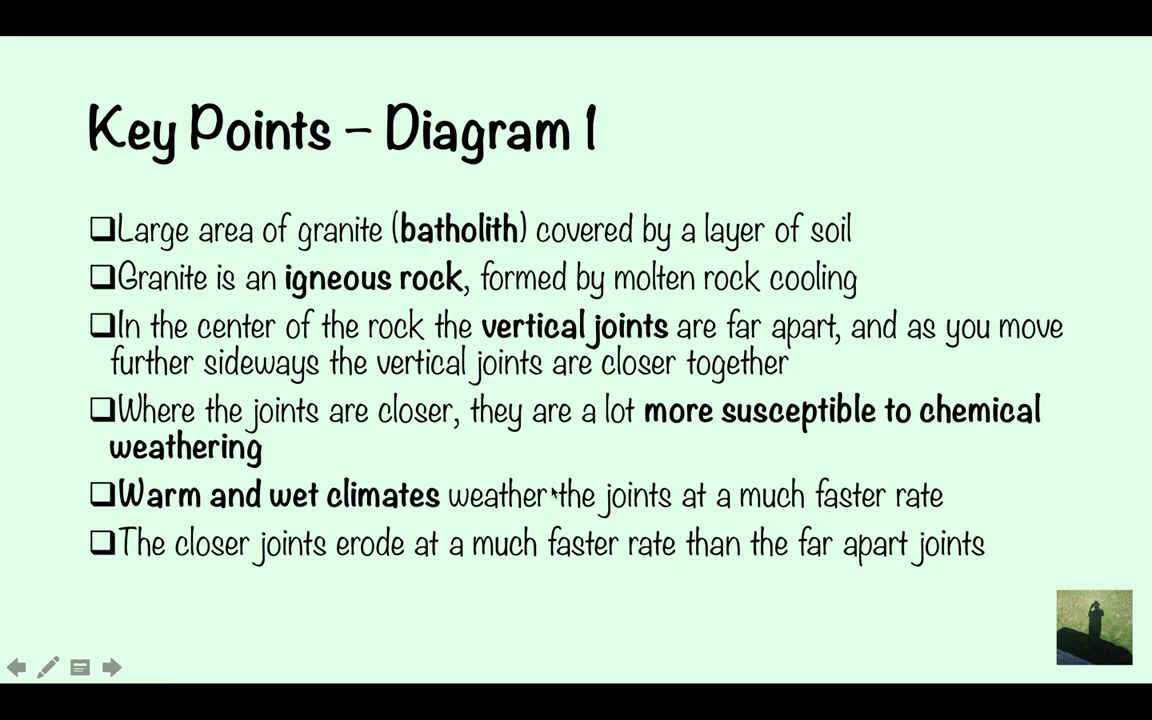 Key Points – Diagram 1
❑Large area of granite (batholith) covered by a layer of soil
❑Granite is an igneous rock, formed by molten rock cooling
❑In the center of the rock the vertical joints are far apart, and as you move
further sideways the vertical joints are closer together
❑Where the joints are closer, they are a lot more susceptible to chemical
weathering
❑Warm and wet climates weather the joints at a much faster rate
❑The closer joints erode at a much faster rate than the far apart joints